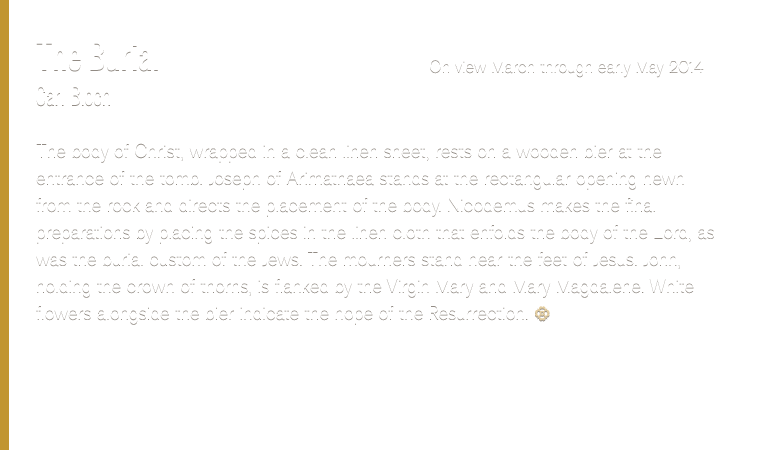 The Burial
On view March through early May 2014
Carl Bloch
The body of Christ, wrapped in a clean linen sheet, rests on a wooden bier at the
entrance of the tomb. Joseph of Arimathaea stands at the rectangular opening hewn
from the rock and directs the placement of the body. Nicodemus makes the final
preparations by placing the spices in the linen cloth that enfolds the body of the Lord, as
was the burial custom of the Jews. The mourners stand near the feet of Jesus. John,
holding the crown of thorns, is flanked by the Virgin Mary and Mary Magdalene. White
flowers alongside the bier indicate the hope of the Resurrection.